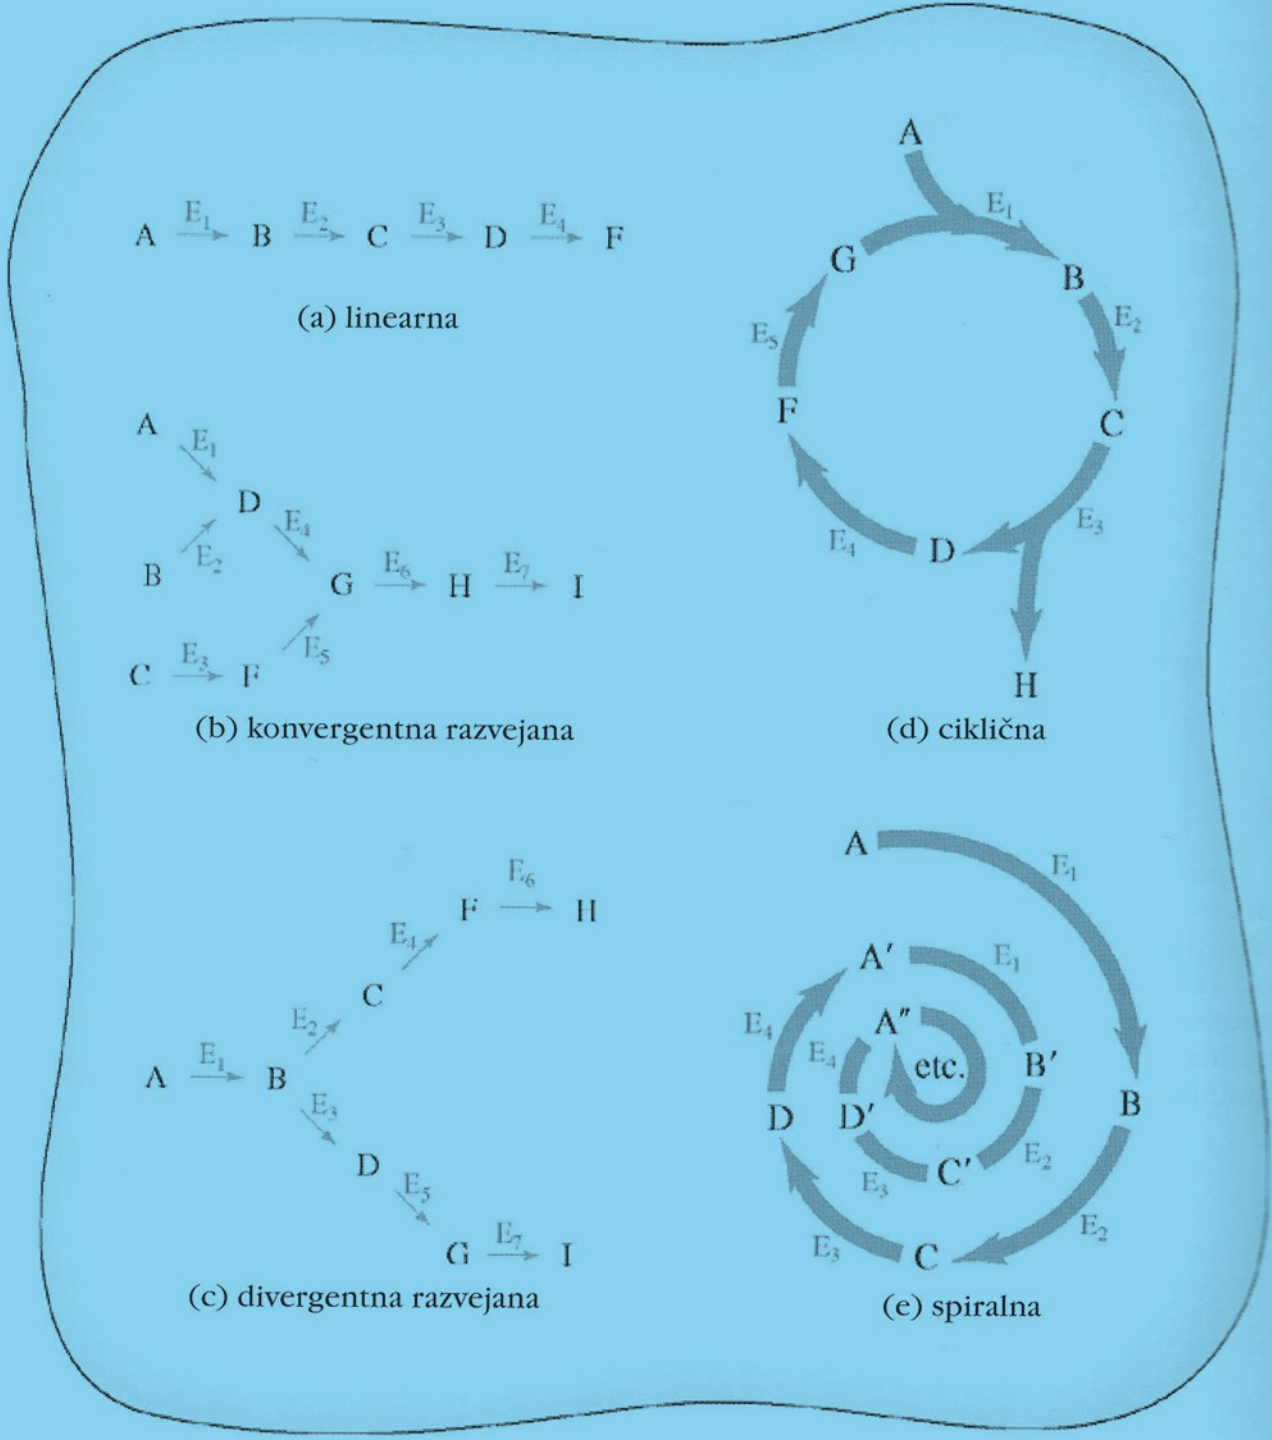 E₁ E₂ E₃ E₄
A B C D F
(a) linearna
A
E₁
D
E₄
E₂
B
G E₆ H E₇ I
E₅
C E₃ F
(b) konvergentna razvejana
E₆
F H
E₄
C
E₂
E₁
A B
E₃
D
E₅
E₇
G I
(c) divergentna razvejana
A
E₁
G
B
E₂
E₅
F
C
E₃
E₄
D
H
(d) ciklična
A
E₁
A′
E₁
E₄
A″
E₄
etc.
B′
D
D′
B
E₂
C′
E₃
E₂
E₃
C
(e) spiralna